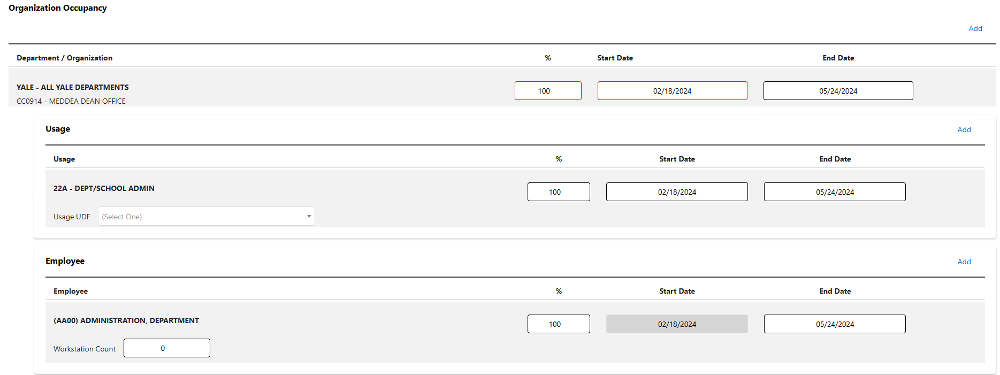 Organization Occupancy
Add
Department / Organization % Start Date End Date
YALE - ALL YALE DEPARTMENTS 100 02/18/2024 05/24/2024
CC0914 - MEDDEA DEAN OFFICE
Usage Add
Usage % Start Date End Date
22A - DEPT/SCHOOL ADMIN 100 02/18/2024 05/24/2024
Usage UDF (Select One)
Employee Add
Employee % Start Date End Date
(AA00) ADMINISTRATION, DEPARTMENT 100 02/18/2024 05/24/2024
Workstation Count 0